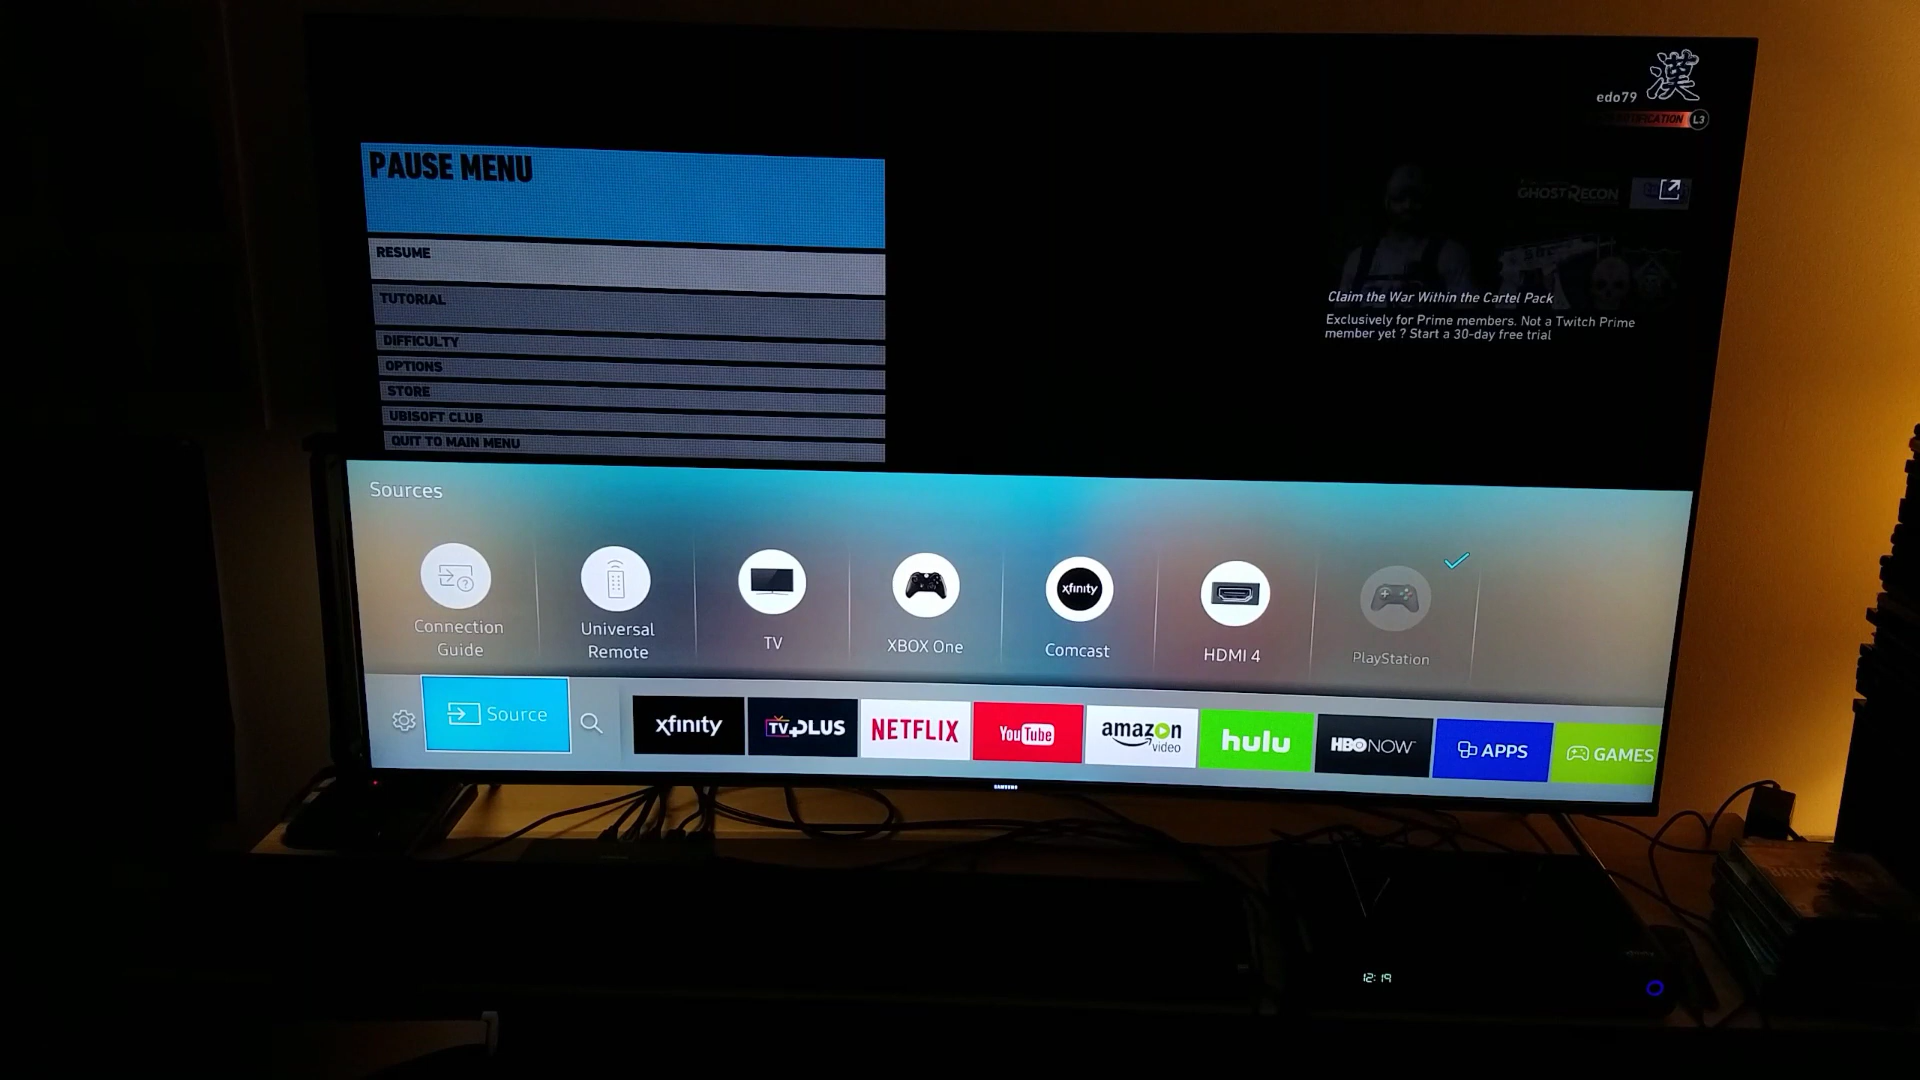 漢
edo79
L3
PAUSE MENU
GHOST RECON
RESUME
TUTORIAL
Claim the War Within the Cartel Pack
Exclusively for Prime members. Not a Twitch Prime
member yet ? Start a 30-day free trial
DIFFICULTY
OPTIONS
STORE
UBISOFT CLUB
QUIT TO MAIN MENU
Sources
?
xfinity
Connection
Guide
Universal
Remote
TV
XBOX One
Comcast
HDMI 4
PlayStation
Source
xfinity
TV PLUS
NETFLIX
YouTube
amazon
video
hulu
HBO NOW
APPS
GAMES
SAMSUNG
12:19